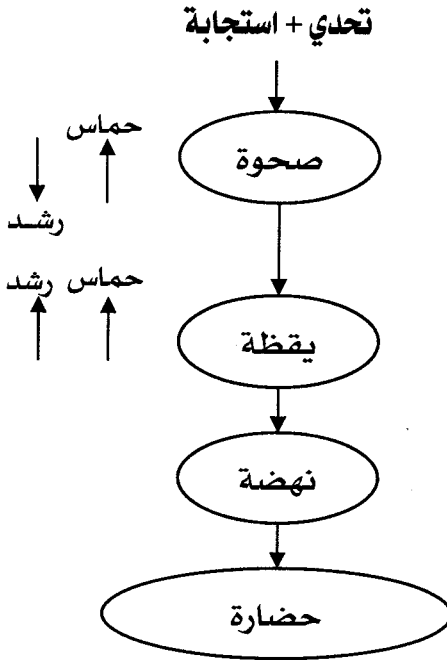 تحدي + استجابة
حماس
صحوة
رشد
حماس رشد
يقظة
نهضة
حضارة